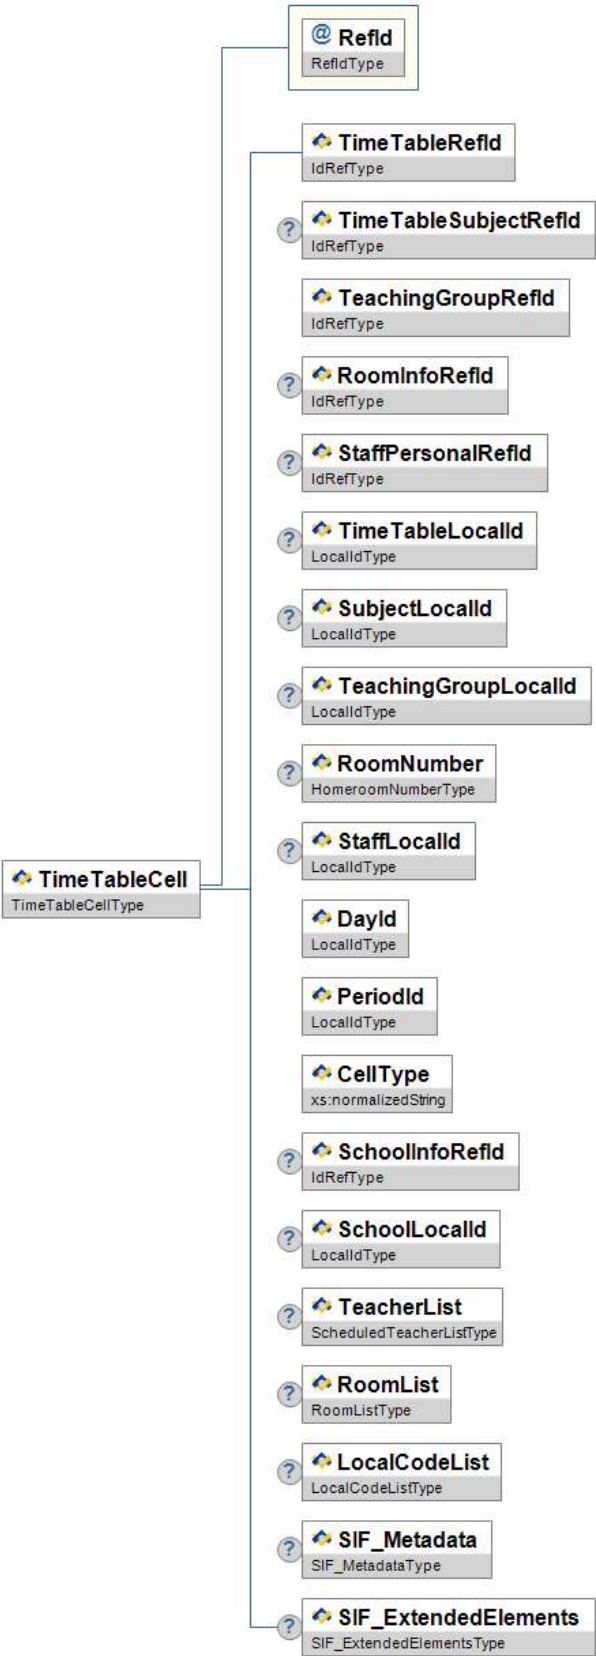 @ RefId
RefIdType
TimeTableRefId
IdRefType
? TimeTableSubjectRefId
IdRefType
TeachingGroupRefId
IdRefType
? RoomInfoRefId
IdRefType
? StaffPersonalRefId
IdRefType
? TimeTableLocalId
LocalIdType
? SubjectLocalId
LocalIdType
? TeachingGroupLocalId
LocalIdType
? RoomNumber
HomeroomNumberType
? StaffLocalId
LocalIdType
TimeTableCell
TimeTableCellType
DayId
LocalIdType
PeriodId
LocalIdType
CellType
xs:normalizedString
? SchoolInfoRefId
IdRefType
? SchoolLocalId
LocalIdType
? TeacherList
ScheduledTeacherListType
? RoomList
RoomListType
? LocalCodeList
LocalCodeListType
? SIF_Metadata
SIF_MetadataType
? SIF_ExtendedElements
SIF_ExtendedElementsType